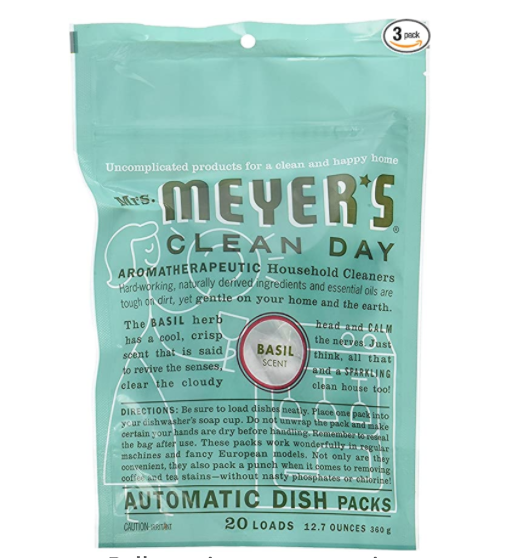 3 pack
Uncomplicated products for a clean and happy home
Mrs. MEYER'S®
CLEAN DAY
AROMATHERAPEUTIC Household Cleaners
Hard-working, naturally derived ingredients and essential oils are
tough on dirt, yet gentle on your home and the earth.
The BASIL herb
has a cool, crisp
scent that is said
to revive the senses,
clear the cloudy
BASIL
SCENT
head and CALM
the nerves. Just
think, all that
and a SPARKLING
clean house too!
DIRECTIONS: Be sure to load dishes neatly. Place one pack into
your dishwasher's soap cup. Do not unwrap the pack and make
certain your hands are dry before handling. Remember to reseal
the bag after use. These packs work wonderfully in regular
machines and fancy European models. Not only are they
convenient, they also pack a punch when it comes to removing
coffee and tea stains—without nasty phosphates or chlorine!
AUTOMATIC DISH PACKS
CAUTION: Irritant
20 LOADS 12.7 OUNCES 360 g